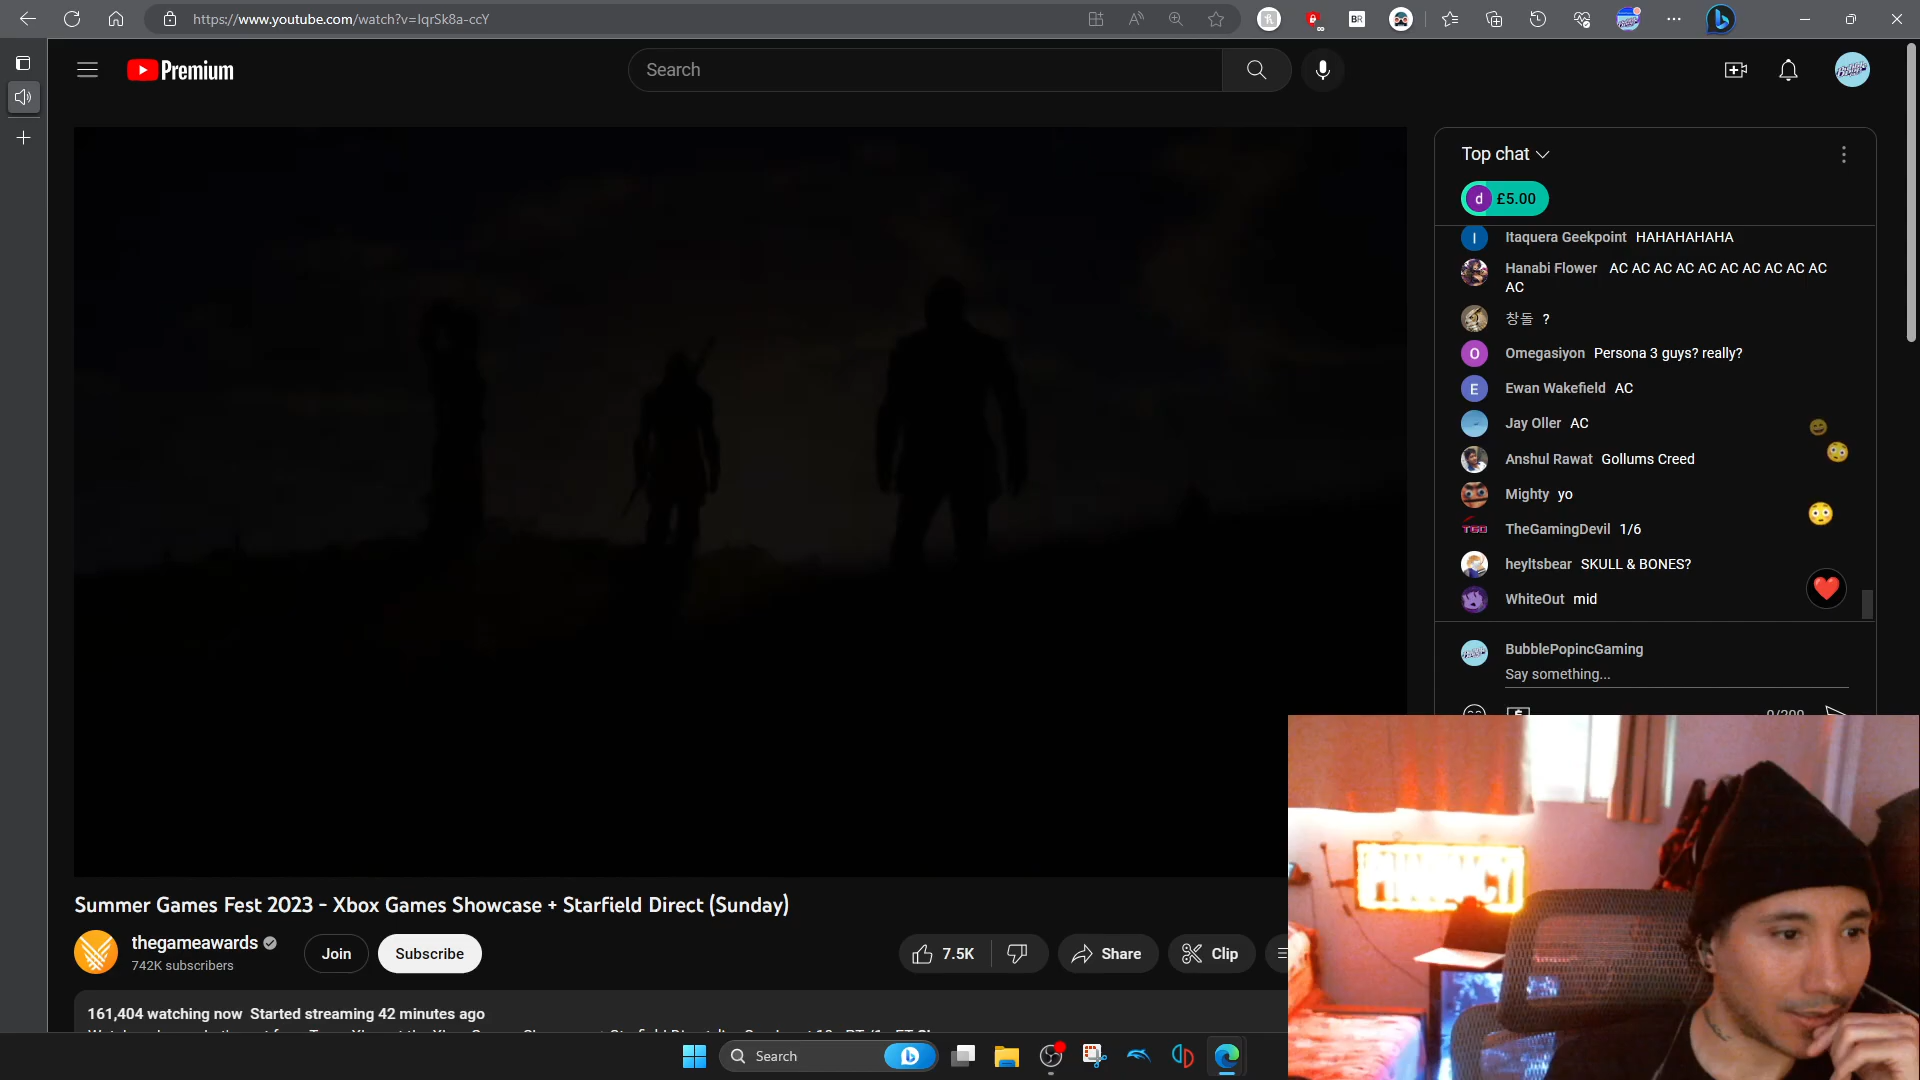 https://www.youtube.com/watch?v=IqrSk8a-ccY
BR
Premium
Search
Top chat
d £5.00
I Itaquera Geekpoint HAHAHAHAHA
Hanabi Flower AC AC AC AC AC AC AC AC AC AC
AC
창돌 ?
O Omegasiyon Persona 3 guys? really?
E Ewan Wakefield AC
Jay Oller AC
Anshul Rawat Gollums Creed
Mighty yo
TheGamingDevil 1/6
heyItsbear SKULL & BONES?
WhiteOut mid
BubblePopincGaming
Say something...
0/200
Summer Games Fest 2023 - Xbox Games Showcase + Starfield Direct (Sunday)
thegameawards
742K subscribers
Join
Subscribe
7.5K
Share
Clip
161,404 watching now Started streaming 42 minutes ago
Search